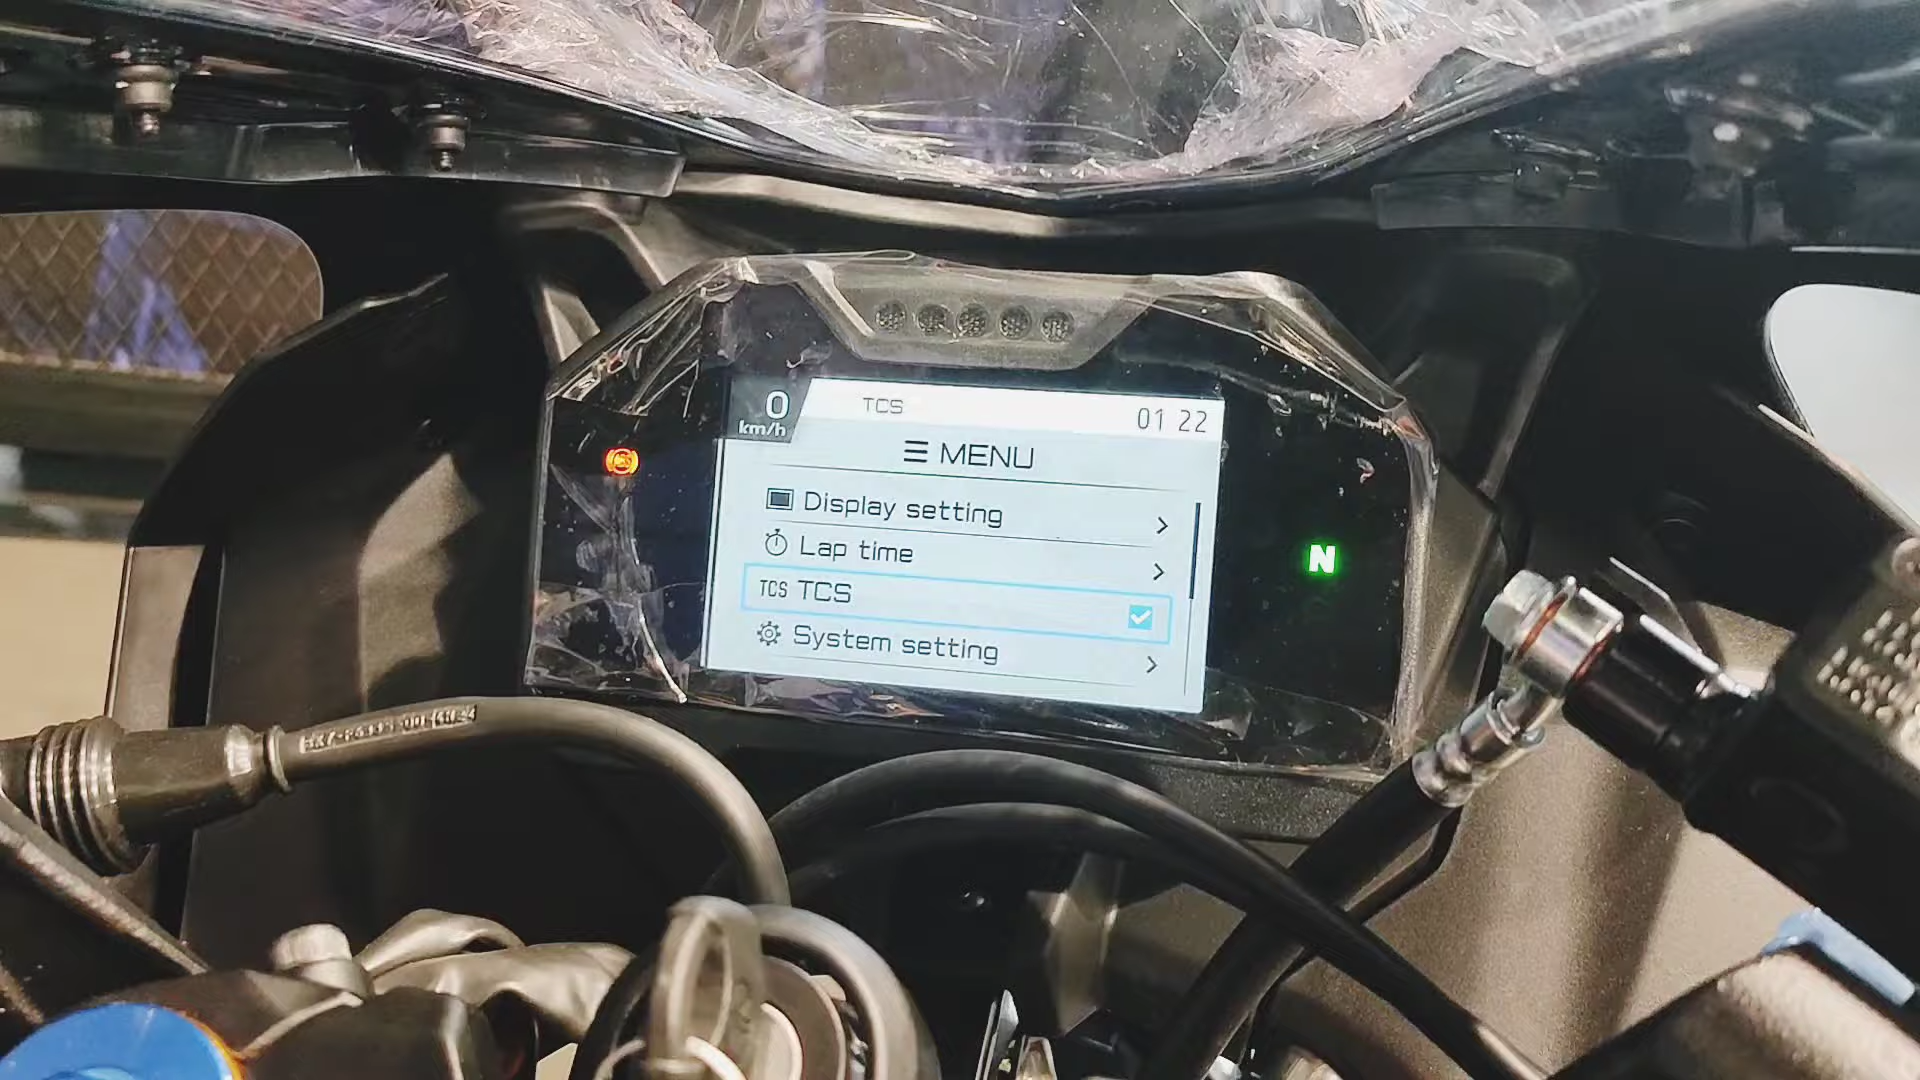 0
km/h
TCS
01 22
MENU
Display setting
Lap time
TCS TCS
System setting
N